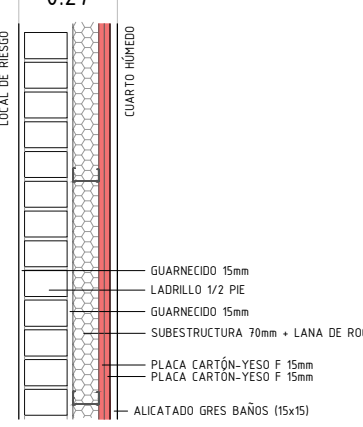 0.27
LOCAL DE RIESGO
CUARTO HÚMEDO
GUARNECIDO 15mm
LADRILLO 1/2 PIE
GUARNECIDO 15mm
SUBESTRUCTURA 70mm + LANA DE
PLACA CARTÓN-YESO F 15mm
PLACA CARTÓN-YESO F 15mm
ALICATADO GRES BAÑOS (15x15)